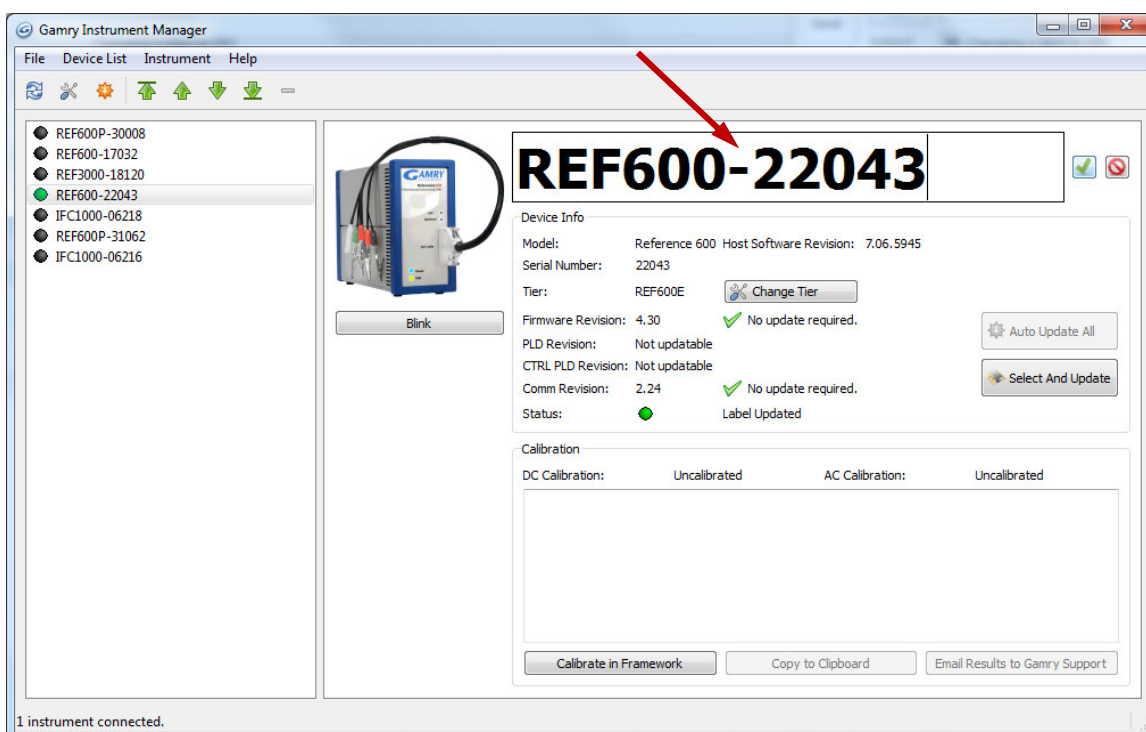 Gamry Instrument Manager
File Device List Instrument Help
REF600P-30008
REF600-17032
REF3000-18120
REF600-22043
IFC1000-06218
REF600P-31062
IFC1000-06216
GAMRY
Blink
REF600-22043
Device Info
Model: Reference 600 Host Software Revision: 7.06.5945
Serial Number: 22043
Tier: REF600E Change Tier
Firmware Revision: 4.30 No update required.
PLD Revision: Not updatable
CTRL PLD Revision: Not updatable
Comm Revision: 2.24 No update required.
Status: Label Updated
Auto Update All
Select And Update
Calibration
DC Calibration: Uncalibrated AC Calibration: Uncalibrated
Calibrate in Framework Copy to Clipboard Email Results to Gamry Support
1 instrument connected.